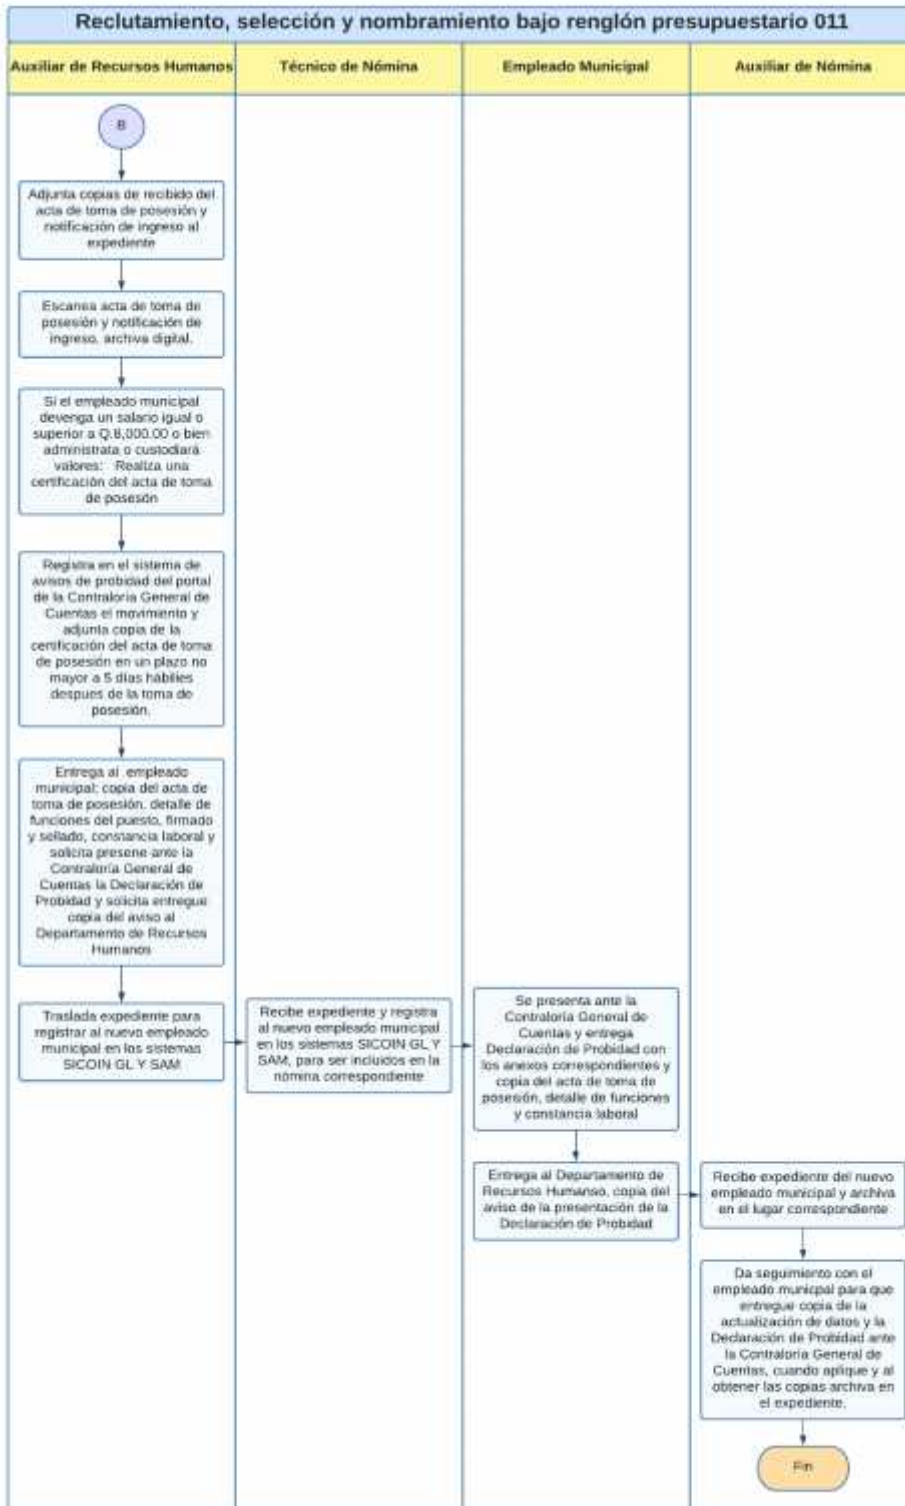 Reclutamiento, selección y nombramiento bajo renglón presupuestario 011
Auxiliar de Recursos Humanos
Técnico de Nómina
Empleado Municipal
Auxiliar de Nómina
B
Adjunta copias de recibido del
acta de toma de posesión y
notificación de ingreso al
expediente
Escanea acta de toma de
posesión y notificación de
ingreso, archiva digital.
Si el empleado municipal
devenga un salario igual o
superior a Q.8,000.00 o bien
administrata o custodiará
valores: Realiza una
certificación del acta de toma
de posesón
Registra en el sistema de
avisos de probidad del portal
de la Contraloría General de
Cuentas el movimiento y
adjunta copia de la
certificación del acta de toma
de posesión en un plazo no
mayor a 5 días hábilies
despues de la toma de
posesión.
Entrega al empleado
municipal: copia del acta de
toma de posesión, detalle de
funciones del puesto, firmado
y sellado, constancia laboral y
solicita presene ante la
Contraloría General de
Cuentas la Declaración de
Probidad y solicita entregue
copia del aviso al
Departamento de Recursos
Humanos
Traslada expediente para
registrar al nuevo empleado
municipal en los sistemas
SICOIN GL Y SAM
Recibe expediente y registra
al nuevo empleado municipal
en los sistemas SICOIN GL Y
SAM, para ser incluidos en la
nómina correspondiente
Se presenta ante la
Contraloría General de
Cuentas y entrega
Declaración de Probidad con
los anexos correspondientes y
copia del acta de toma de
posesión, detalle de funciones
y constancia laboral
Entrega al Departamento de
Recursos Humanso, copia del
aviso de la presentación de la
Declaración de Probidad
Recibe expediente del nuevo
empleado municipal y archiva
en el lugar correspondiente
Da seguimiento con el
empleado municpal para que
entregue copia de la
actualización de datos y la
Declaración de Probidad ante
la Contraloría General de
Cuentas, cuando aplique y al
obtener las copias archiva en
el expediente.
Fin